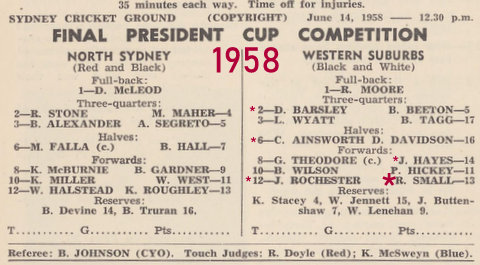 35 minutes each way. Time off for injuries.
SYDNEY CRICKET GROUND (COPYRIGHT) June 14, 1958 — 12.30 p.m.
FINAL PRESIDENT CUP COMPETITION
1958
NORTH SYDNEY
(Red and Black)
Full-back:
1—D. McLEOD
Three-quarters:
2—R. STONE M. MAHER—4
3—B. ALEXANDER A. SEGRETO—5
Halves:
6—M. FALLA (c.) B. HALL—7
Forwards:
8—K. McBURNIE B. GARDNER—9
10—K. MILLER W. WEST—11
12—W. HALSTEAD K. ROUGHLEY—13
Reserves:
B. Devine 14, B. Truran 16.
T.......... G.......... Pts..........
WESTERN SUBURBS
(Black and White)
Full-back:
1—R. MOORE
Three-quarters:
*2—D. BARSLEY B. BEETON—5
3—L. WYATT B. TAGG—17
Halves:
*6—C. AINSWORTH D. DAVIDSON—16
Forwards:
8—G. THEODORE (c.) *J. HAYES—14
10—B. WILSON P. HICKEY—11
*12—J. ROCHESTER *R. SMALL—13
Reserves:
K. Stacey 4, W. Jennett 15, J. Butten-
shaw 7, W. Lenehan 9.
T.......... G.......... Pts..........
Referee: B. JOHNSON (CYO). Touch Judges: R. Doyle (Red); K. McSweyn (Blue).